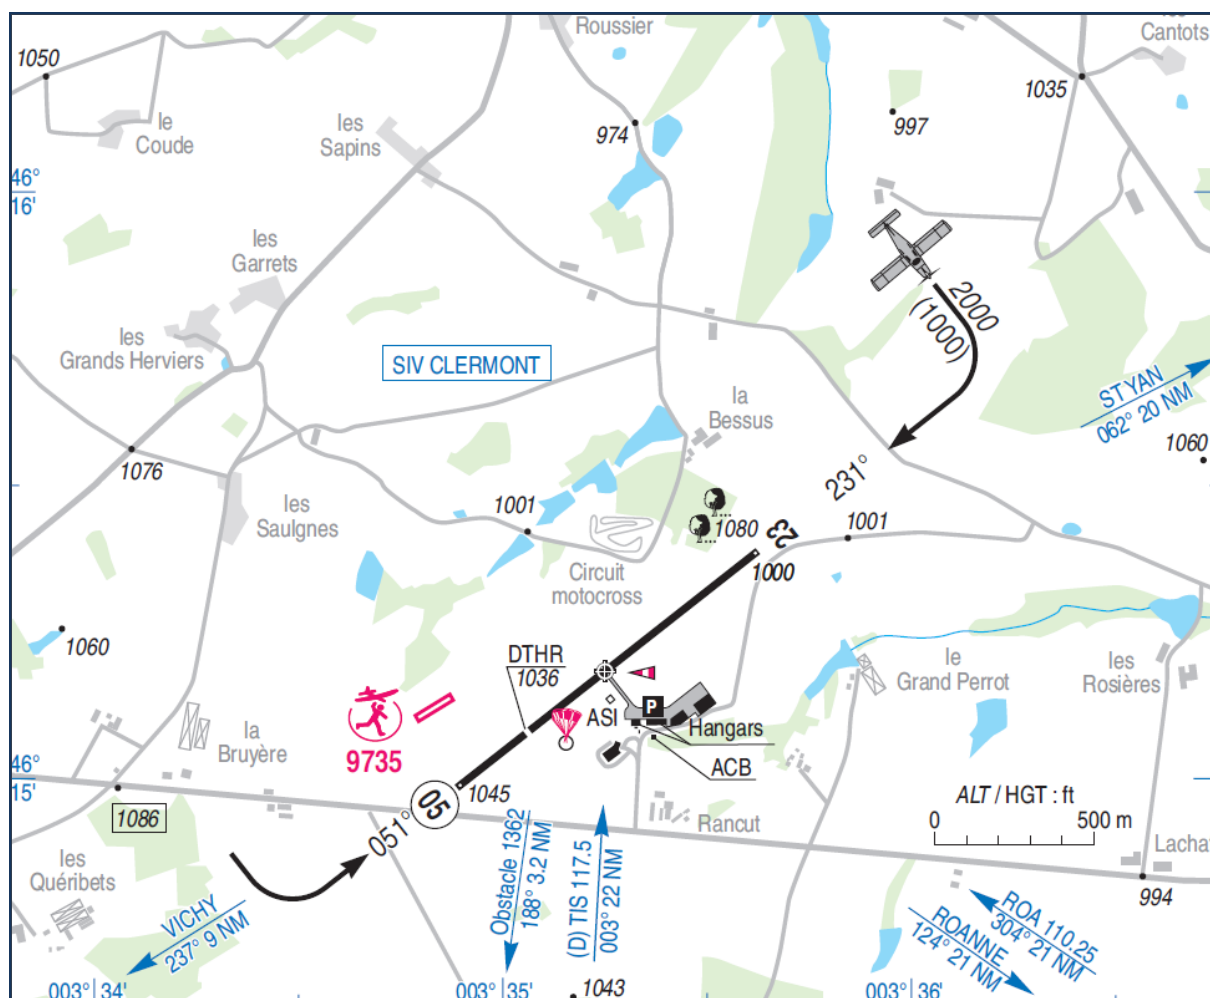 Roussier
les
Cantots
1050
1035
le
Coude
les
Sapins
974
997
46°
16'
les
Garrets
2000
(1000)
les
Grands Herviers
SIV CLERMONT
la
Bessus
ST YAN
062° 20 NM
1076
1060
231°
les
Saulgnes
1001
1080
23
1001
Circuit
motocross
1000
1060
DTHR
1036
le
Grand Perrot
les
Rosières
ASI
P
Hangars
la
Bruyère
9735
ACB
46°
15'
1045
05
051°
1086
ALT / HGT : ft
0 500 m
Rancut
Lachat
les
Quéribets
Obstacle 1362
188° 3.2 NM
(D) TIS 117.5
003° 22 NM
994
VICHY
237° 9 NM
ROA 110.25
304° 21 NM
ROANNE
124° 21 NM
003° 34'
003° 35'
1043
003° 36'